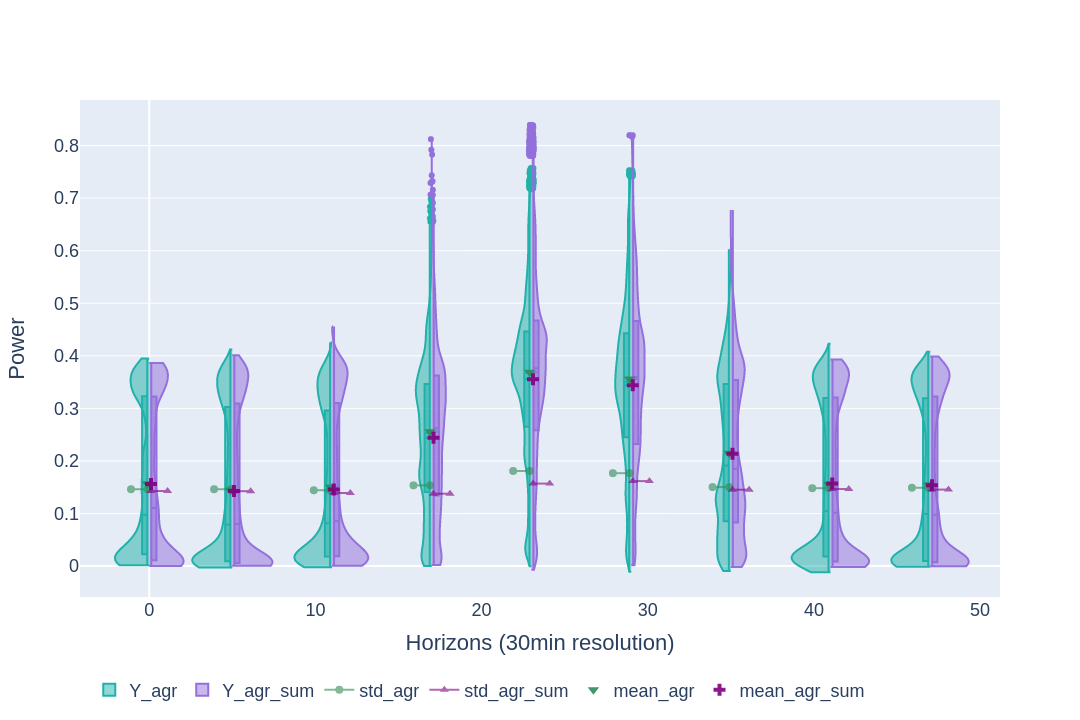 0.8
0.7
0.6
0.5
0.4
0.3
0.2
0.1
0
Power
0 10 20 30 40 50
Horizons (30min resolution)
Y_agr Y_agr_sum std_agr std_agr_sum mean_agr mean_agr_sum